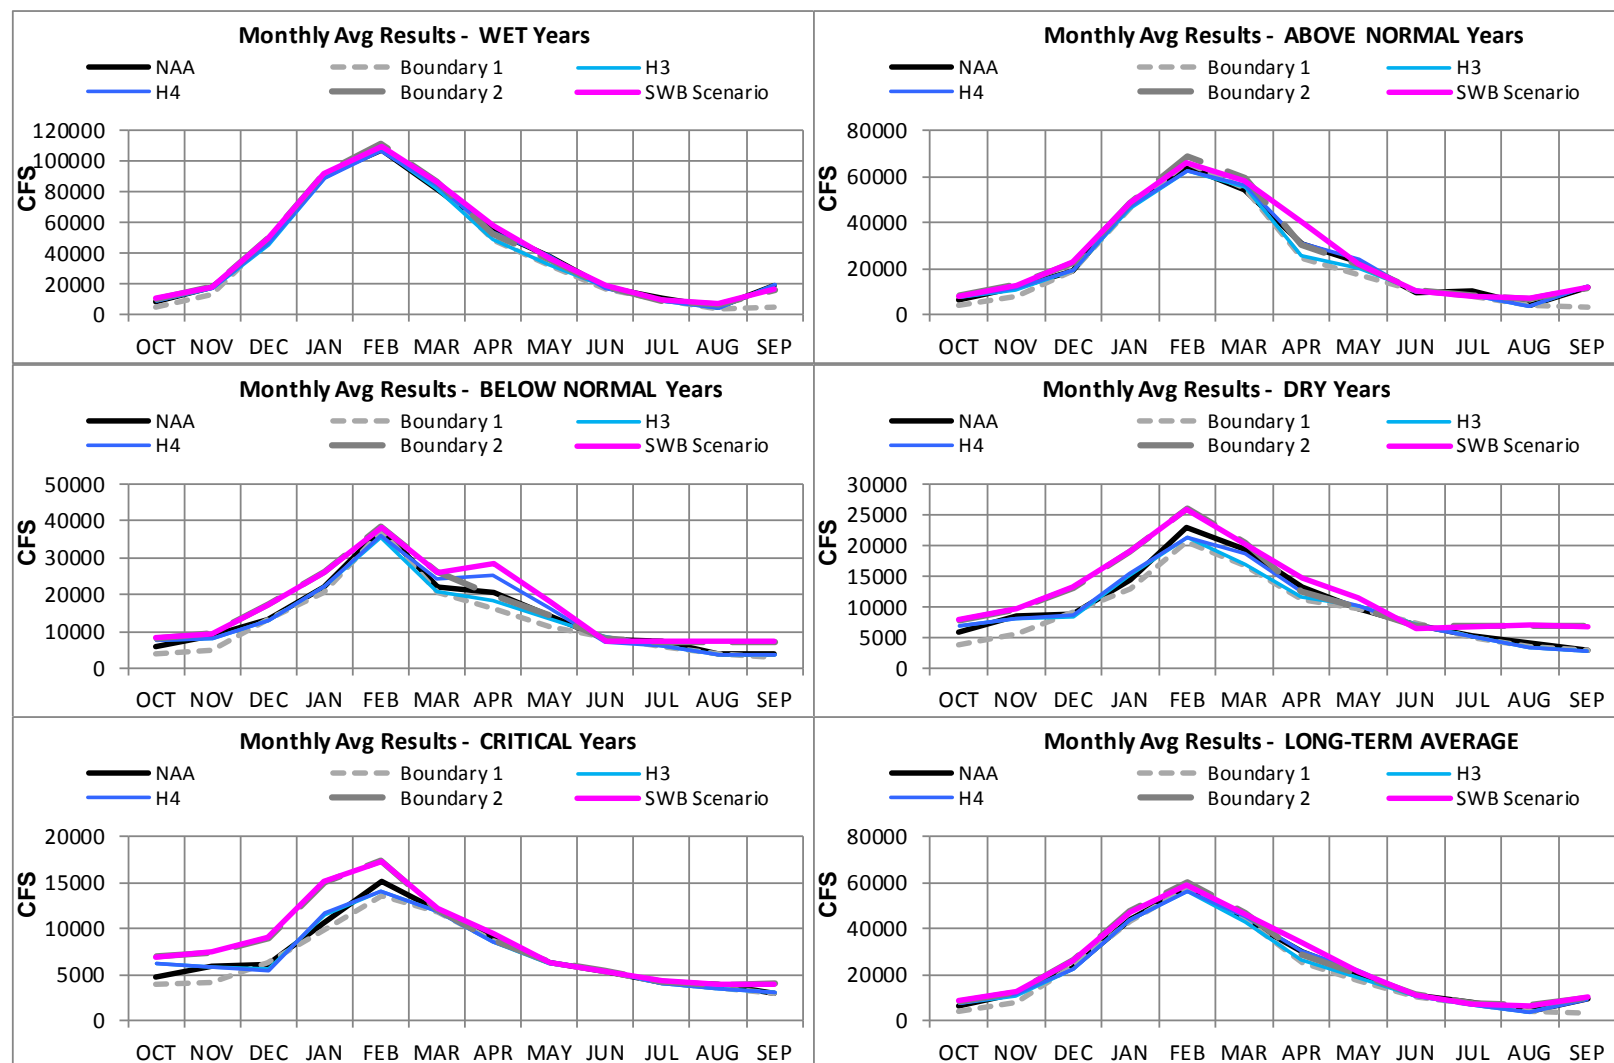 Monthly Avg Results -  WET Years
NAA Boundary 1 H3
H4 Boundary 2 SWB Scenario
120000
100000
80000
60000
40000
20000
0
CFS
OCT NOV DEC JAN FEB MAR APR MAY JUN JUL AUG SEP
Monthly Avg Results -  ABOVE NORMAL Years
NAA Boundary 1 H3
H4 Boundary 2 SWB Scenario
80000
60000
40000
20000
0
CFS
OCT NOV DEC JAN FEB MAR APR MAY JUN JUL AUG SEP
Monthly Avg Results -  BELOW NORMAL Years
NAA Boundary 1 H3
H4 Boundary 2 SWB Scenario
50000
40000
30000
20000
10000
0
CFS
OCT NOV DEC JAN FEB MAR APR MAY JUN JUL AUG SEP
Monthly Avg Results -  DRY Years
NAA Boundary 1 H3
H4 Boundary 2 SWB Scenario
30000
25000
20000
15000
10000
5000
0
CFS
OCT NOV DEC JAN FEB MAR APR MAY JUN JUL AUG SEP
Monthly Avg Results -  CRITICAL Years
NAA Boundary 1 H3
H4 Boundary 2 SWB Scenario
20000
15000
10000
5000
0
CFS
OCT NOV DEC JAN FEB MAR APR MAY JUN JUL AUG SEP
Monthly Avg Results -  LONG-TERM AVERAGE
NAA Boundary 1 H3
H4 Boundary 2 SWB Scenario
80000
60000
40000
20000
0
CFS
OCT NOV DEC JAN FEB MAR APR MAY JUN JUL AUG SEP